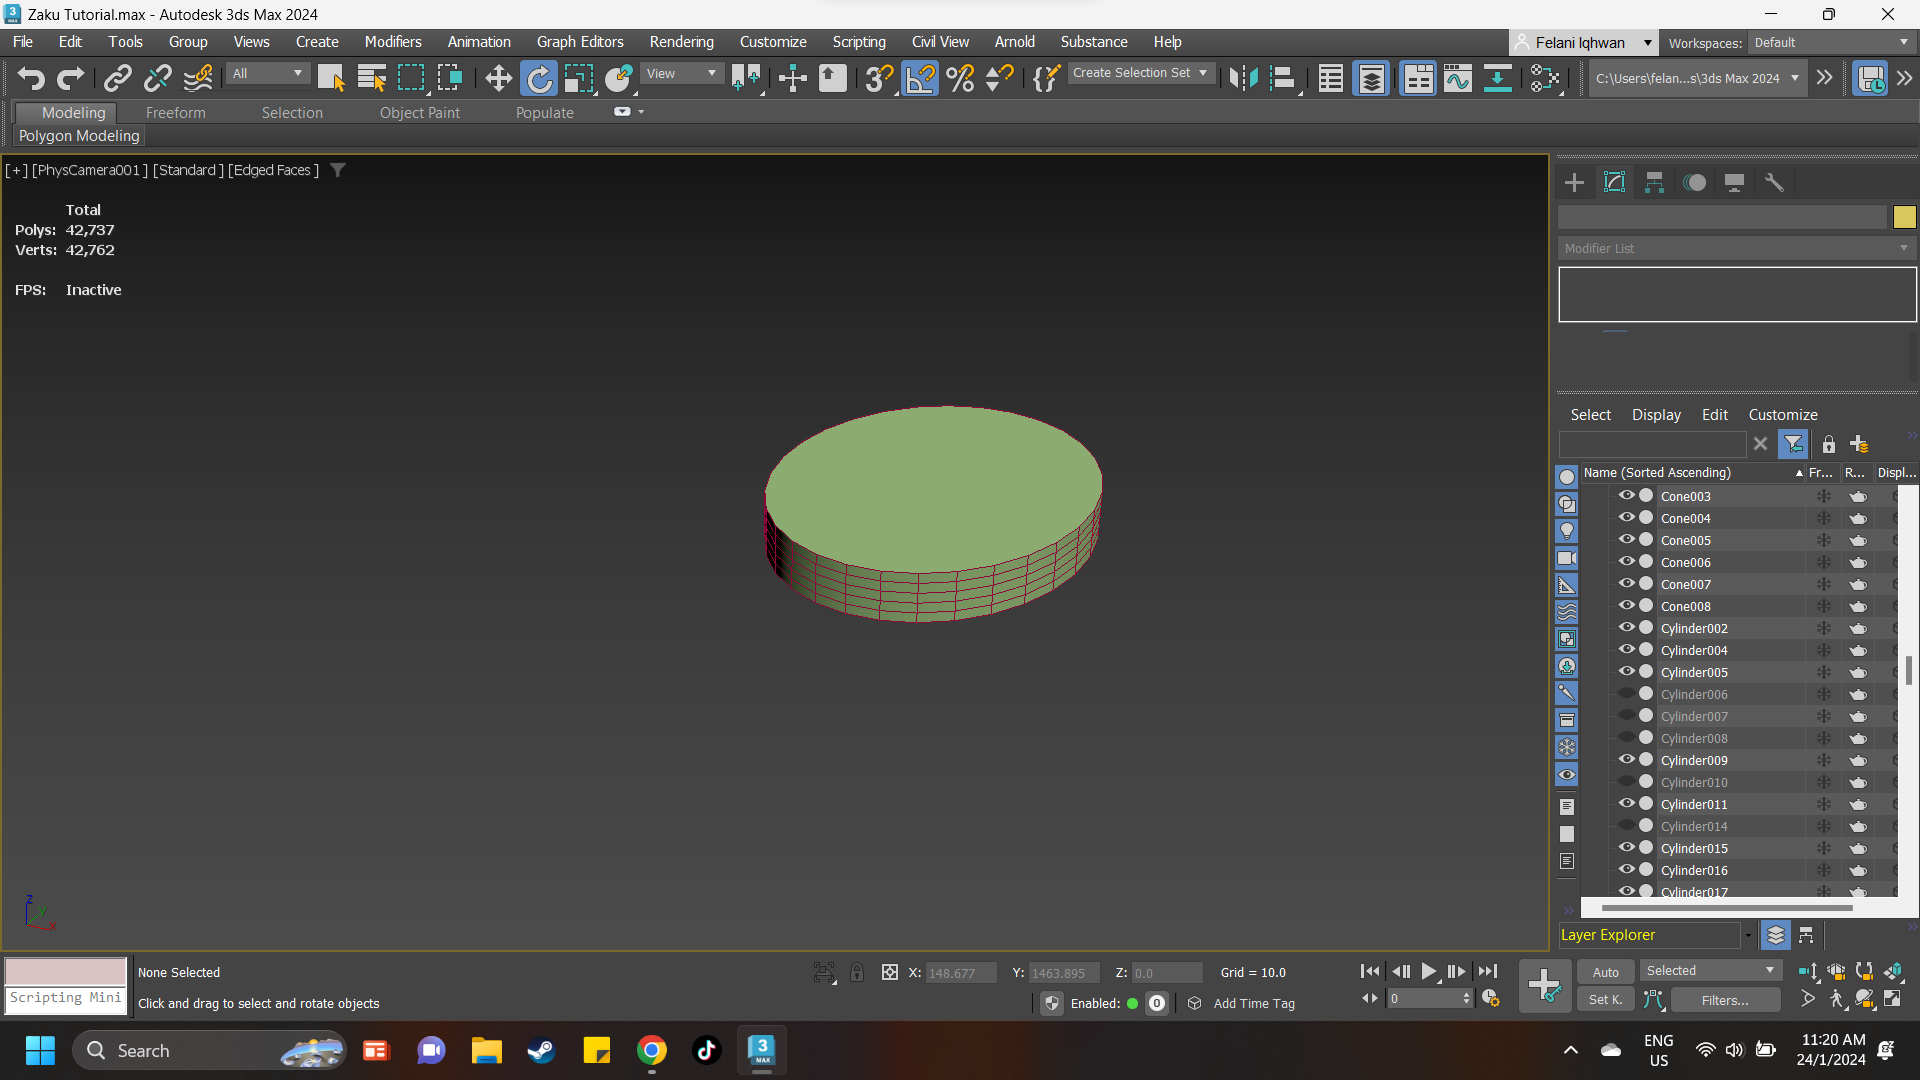 Zaku Tutorial.max - Autodesk 3ds Max 2024
File Edit Tools Group Views Create Modifiers Animation Graph Editors Rendering Customize Scripting Civil View Arnold Substance Help
Felani Iqhwan Workspaces: Default
All View Create Selection Set C:\Users\felan...s\3ds Max 2024
Modeling Freeform Selection Object Paint Populate
Polygon Modeling
[+] [PhysCamera001] [Standard] [Edged Faces]
Total
Polys: 42,737
Verts: 42,762
FPS: Inactive
Modifier List
Select Display Edit Customize
Name (Sorted Ascending) Fr... R... Displ...
Cone003
Cone004
Cone005
Cone006
Cone007
Cone008
Cylinder002
Cylinder004
Cylinder005
Cylinder006
Cylinder007
Cylinder008
Cylinder009
Cylinder010
Cylinder011
Cylinder014
Cylinder015
Cylinder016
Cylinder017
z y x
Layer Explorer
None Selected X: 148.677 Y: 1463.895 Z: 0.0 Grid = 10.0
Auto Selected
Scripting Mini
Click and drag to select and rotate objects
Enabled: 0 Add Time Tag 0
Set K. Filters...
Search
3 MAX
ENG
US
11:20 AM
24/1/2024